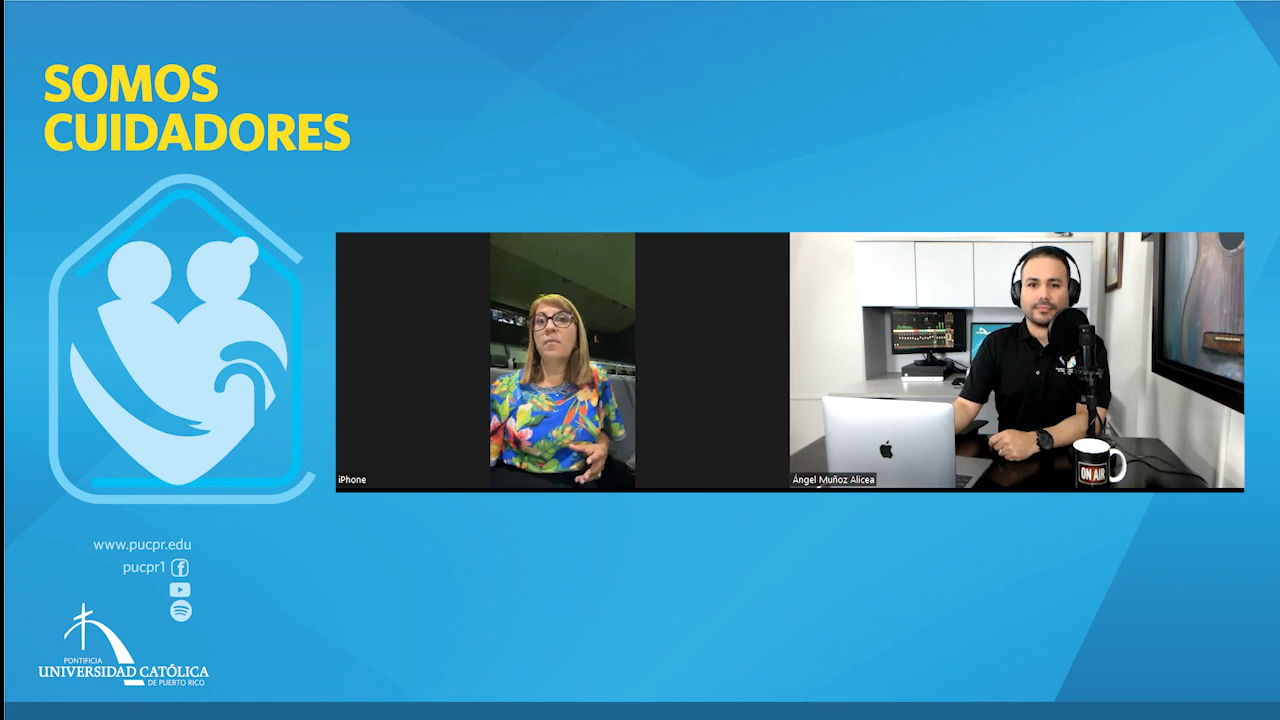 SOMOS
CUIDADORES
iPhone
Ángel Muñoz Alicea
ON AIR
www.pucpr.edu
pucpr1
PONTIFICIA
UNIVERSIDAD CATÓLICA
DE PUERTO RICO